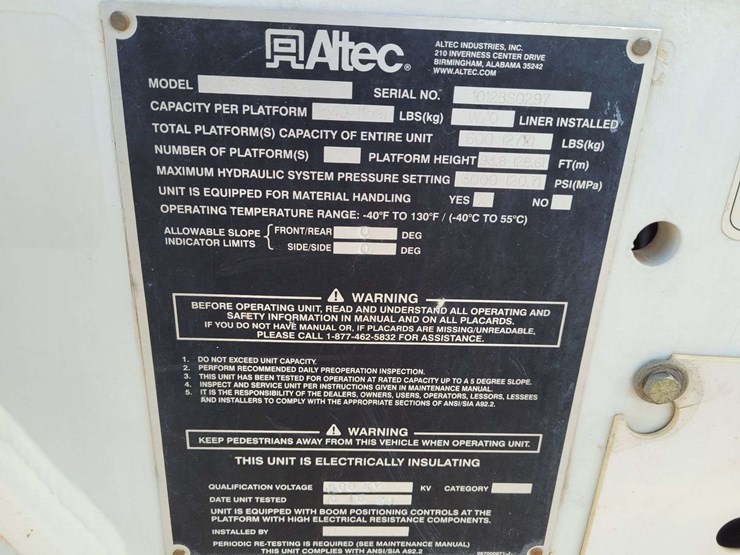 Altec®
ALTEC INDUSTRIES, INC.
210 INVERNESS CENTER DRIVE
BIRMINGHAM, ALABAMA 35242
WWW.ALTEC.COM
MODEL
SERIAL NO.
CAPACITY PER PLATFORM LBS(kg) LINER INSTALLED
TOTAL PLATFORM(S) CAPACITY OF ENTIRE UNIT 600 LBS(kg)
NUMBER OF PLATFORM(S) PLATFORM HEIGHT FT(m)
MAXIMUM HYDRAULIC SYSTEM PRESSURE SETTING 3000 (20.7) PSI(MPa)
UNIT IS EQUIPPED FOR MATERIAL HANDLING YES NO
OPERATING TEMPERATURE RANGE: -40°F TO 130°F / (-40°C TO 55°C)
ALLOWABLE SLOPE INDICATOR LIMITS
FRONT/REAR 0 DEG
SIDE/SIDE 0 DEG
WARNING
BEFORE OPERATING UNIT, READ AND UNDERSTAND ALL OPERATING AND
SAFETY INFORMATION IN MANUAL AND ON ALL PLACARDS.
IF YOU DO NOT HAVE MANUAL OR, IF PLACARDS ARE MISSING/UNREADABLE,
PLEASE CALL 1-877-462-5832 FOR ASSISTANCE.
1. DO NOT EXCEED UNIT CAPACITY.
2. PERFORM RECOMMENDED DAILY PREOPERATION INSPECTION.
3. THIS UNIT HAS BEEN TESTED FOR OPERATION AT RATED CAPACITY UP TO A 5 DEGREE SLOPE.
4. INSPECT AND SERVICE UNIT PER INSTRUCTIONS GIVEN IN MAINTENANCE MANUAL.
5. IT IS THE RESPONSIBILITY OF THE DEALERS, OWNERS, USERS, OPERATORS, LESSORS, LESSEES
AND INSTALLERS TO COMPLY WITH THE APPROPRIATE SECTIONS OF ANSI/SIA A92.2.
WARNING
KEEP PEDESTRIANS AWAY FROM THIS VEHICLE WHEN OPERATING UNIT.
THIS UNIT IS ELECTRICALLY INSULATING
QUALIFICATION VOLTAGE KV CATEGORY
DATE UNIT TESTED
UNIT IS EQUIPPED WITH BOOM POSITIONING CONTROLS AT THE
PLATFORM WITH HIGH ELECTRICAL RESISTANCE COMPONENTS.
INSTALLED BY
PERIODIC RE-TESTING IS REQUIRED (SEE MAINTENANCE MANUAL)
THIS UNIT COMPLIES WITH ANSI/SIA A92.2